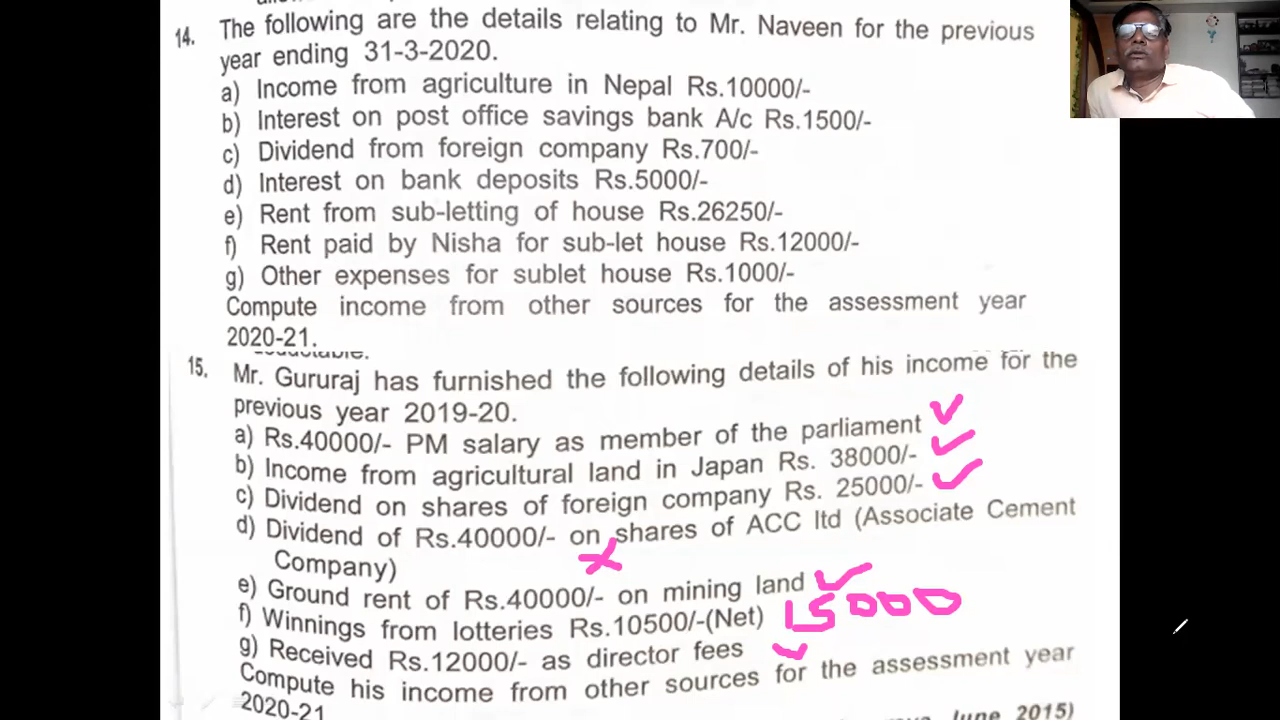 14. The following are the details relating to Mr. Naveen for the previous
year ending 31-3-2020.
a) Income from agriculture in Nepal Rs.10000/-
b) Interest on post office savings bank A/c Rs.1500/-
c) Dividend from foreign company Rs.700/-
d) Interest on bank deposits Rs.5000/-
e) Rent from sub-letting of house Rs.26250/-
f) Rent paid by Nisha for sub-let house Rs.12000/-
g) Other expenses for sublet house Rs.1000/-
Compute income from other sources for the assessment year
2020-21.
15. Mr. Gururaj has furnished the following details of his income for the
previous year 2019-20.
a) Rs.40000/- PM salary as member of the parliament
b) Income from agricultural land in Japan Rs. 38000/-
c) Dividend on shares of foreign company Rs. 25000/-
d) Dividend of Rs.40000/- on shares of ACC ltd (Associate Cement
Company)
e) Ground rent of Rs.40000/- on mining land
f) Winnings from lotteries Rs.10500/-(Net) 15000
g) Received Rs.12000/- as director fees
Compute his income from other sources for the assessment year
2020-21
June 2015)